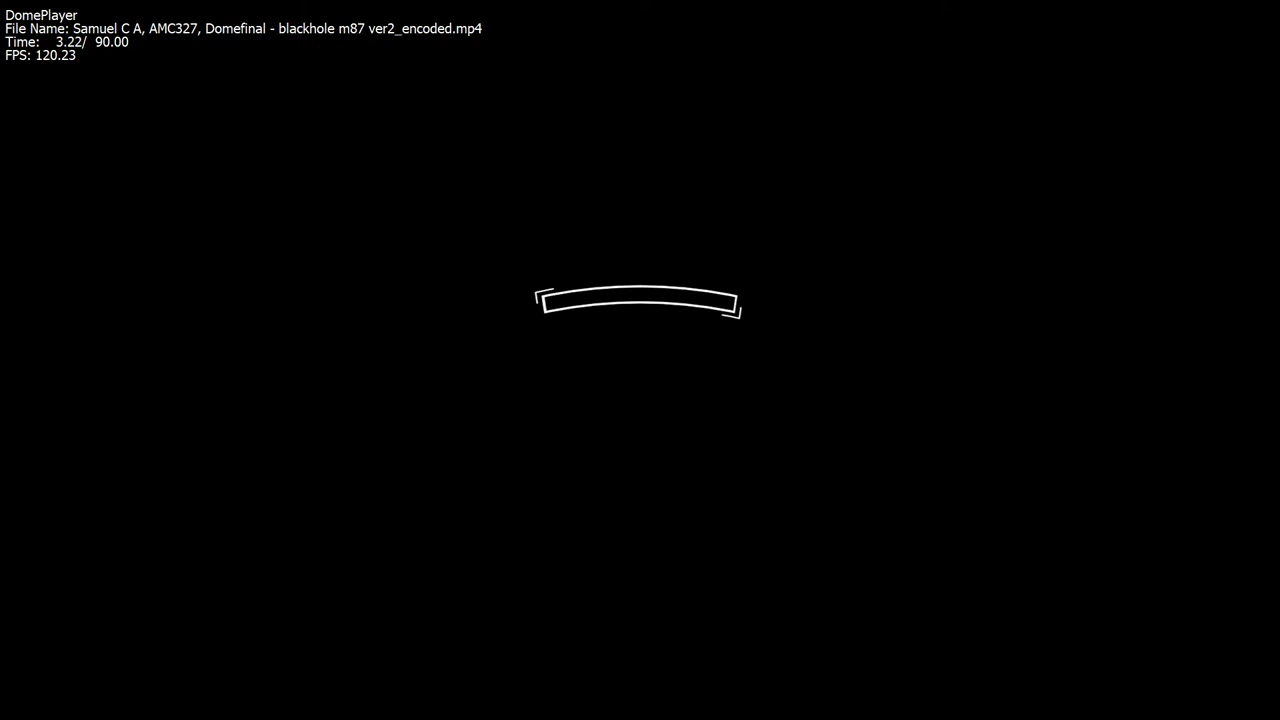 DomePlayer
File Name: Samuel C A, AMC327, Domefinal - blackhole m87 ver2_encoded.mp4
Time: 3.22/ 90.00
FPS: 120.23